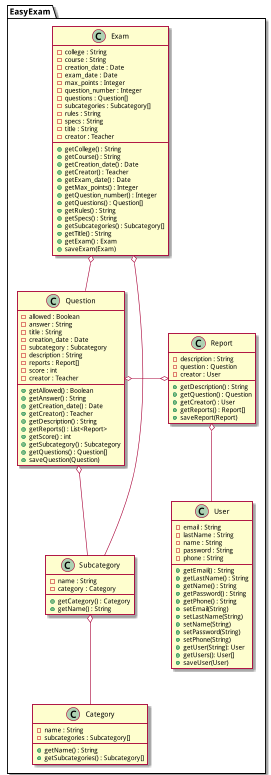 EasyExam
C Exam
college : String
course : String
creation_date : Date
exam_date : Date
max_points : Integer
question_number : Integer
questions : Question[]
subcategories : Subcategory[]
rules : String
specs : String
title : String
creator : Teacher
getCollege() : String
getCourse() : String
getCreation_date() : Date
getCreator() : Teacher
getExam_date() : Date
getMax_points() : Integer
getQuestion_number() : Integer
getQuestions() : Question[]
getRules() : String
getSpecs() : String
getSubcategories() : Subcategory[]
getTitle() : String
getExam() : Exam
saveExam(Exam)
C Question
allowed : Boolean
answer : String
title : String
creation_date : Date
subcategory : Subcategory
description : String
reports : Report[]
score : int
creator : Teacher
getAllowed() : Boolean
getAnswer() : String
getCreation_date() : Date
getCreator() : Teacher
getDescription() : String
getReports() : List<Report>
getScore() : int
getSubcategory() : Subcategory
getQuestions() : Question[]
saveQuestion(Question)
C Report
description : String
question : Question
creator : User
getDescription() : String
getQuestion() : Question
getCreator() : User
getReports() : Report[]
saveReport(Report)
C User
email : String
lastName : String
name : String
password : String
phone : String
getEmail() : String
getLastName() : String
getName() : String
getPassword() : String
getPhone() : String
setEmail(String)
setLastName(String)
setName(String)
setPassword(String)
setPhone(String)
getUser(String): User
getUsers(): User[]
saveUser(User)
C Subcategory
name : String
category : Category
getCategory() : Category
getName() : String
C Category
name : String
subcategories : Subcategory[]
getName() : String
getSubcategories() : Subcategory[]